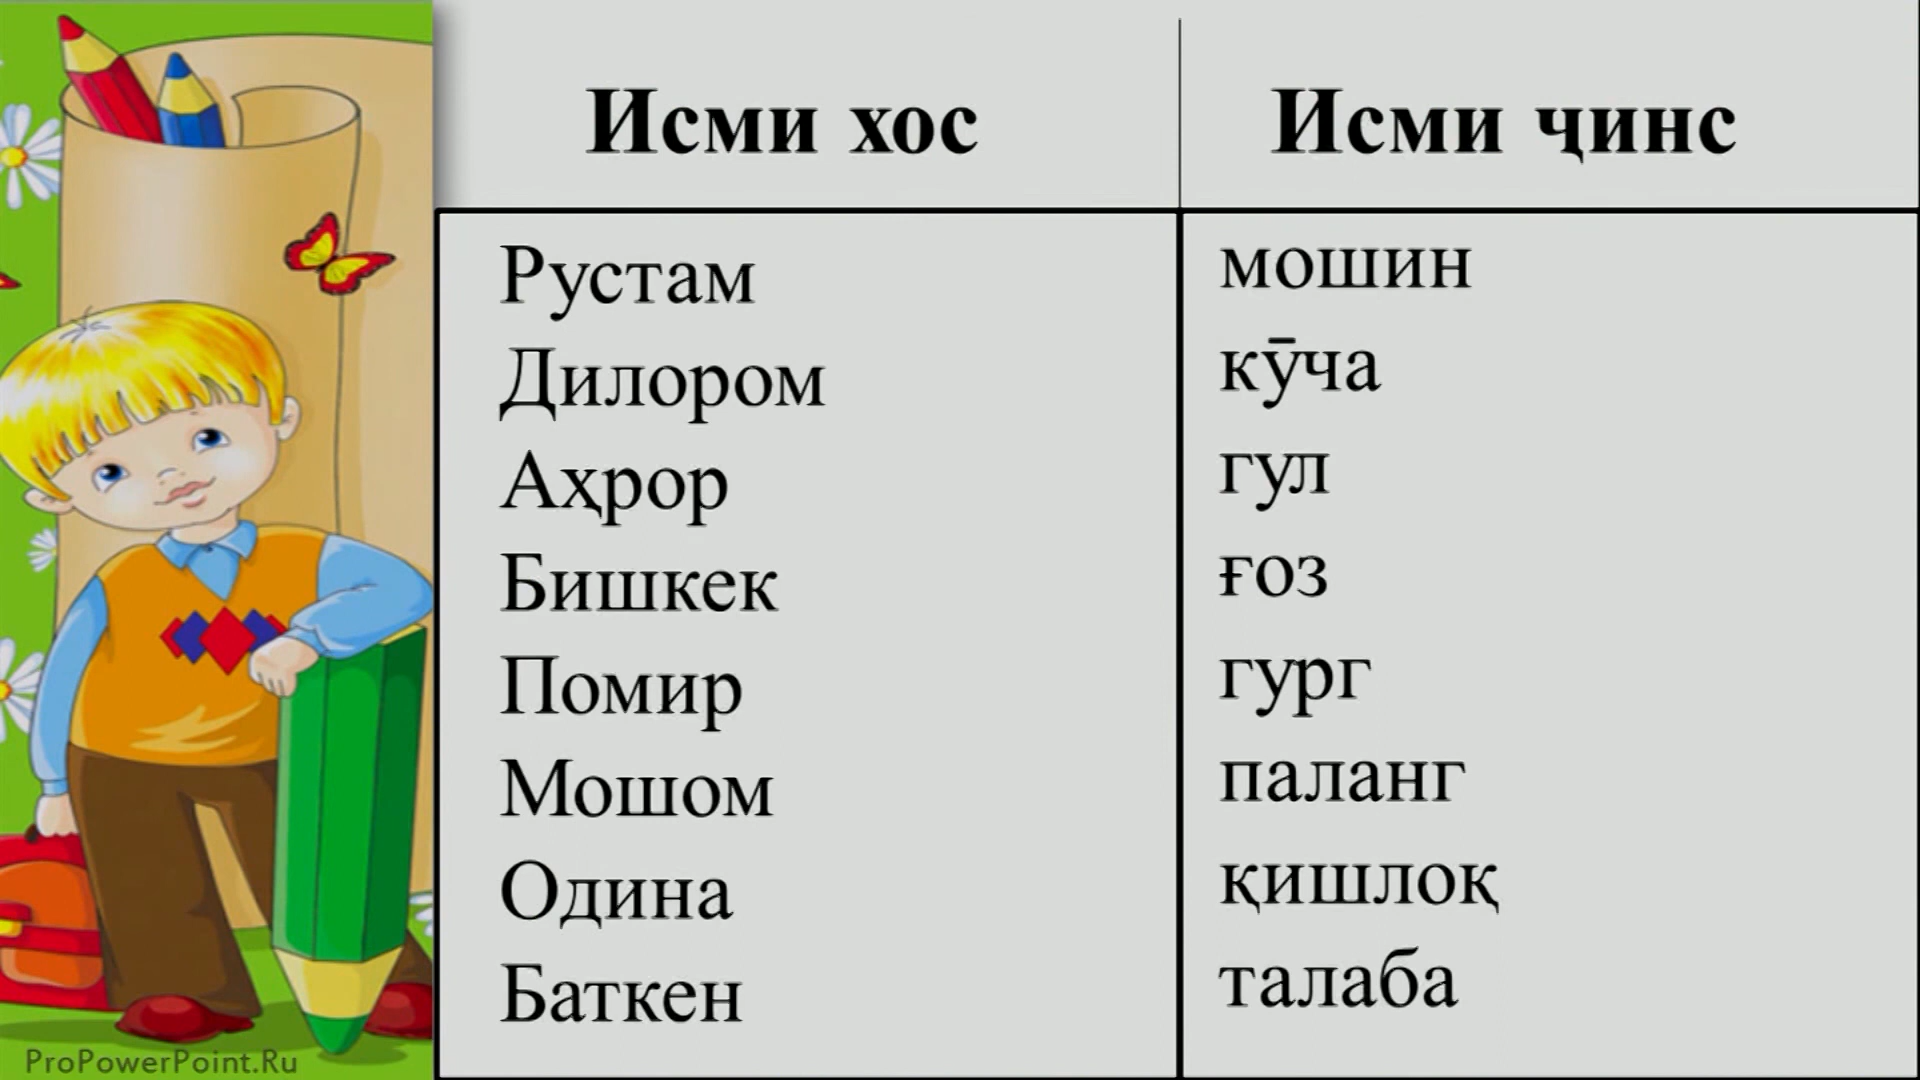 Исми хос
Исми ҷинс
Рустам
Дилором
Аҳрор
Бишкек
Помир
Мошом
Одина
Баткен
мошин
кӯча
гул
ғоз
гург
паланг
қишлоқ
талаба
ProPowerPoint.Ru